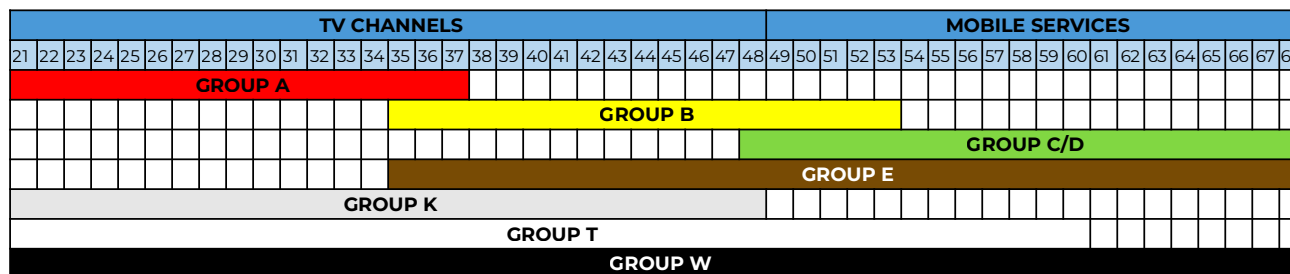 TV CHANNELS MOBILE SERVICES
21 22 23 24 25 26 27 28 29 30 31 32 33 34 35 36 37 38 39 40 41 42 43 44 45 46 47 48 49 50 51 52 53 54 55 56 57 58 59 60 61 62 63 64 65 66 67
GROUP A
GROUP B
GROUP C/D
GROUP E
GROUP K
GROUP T
GROUP W